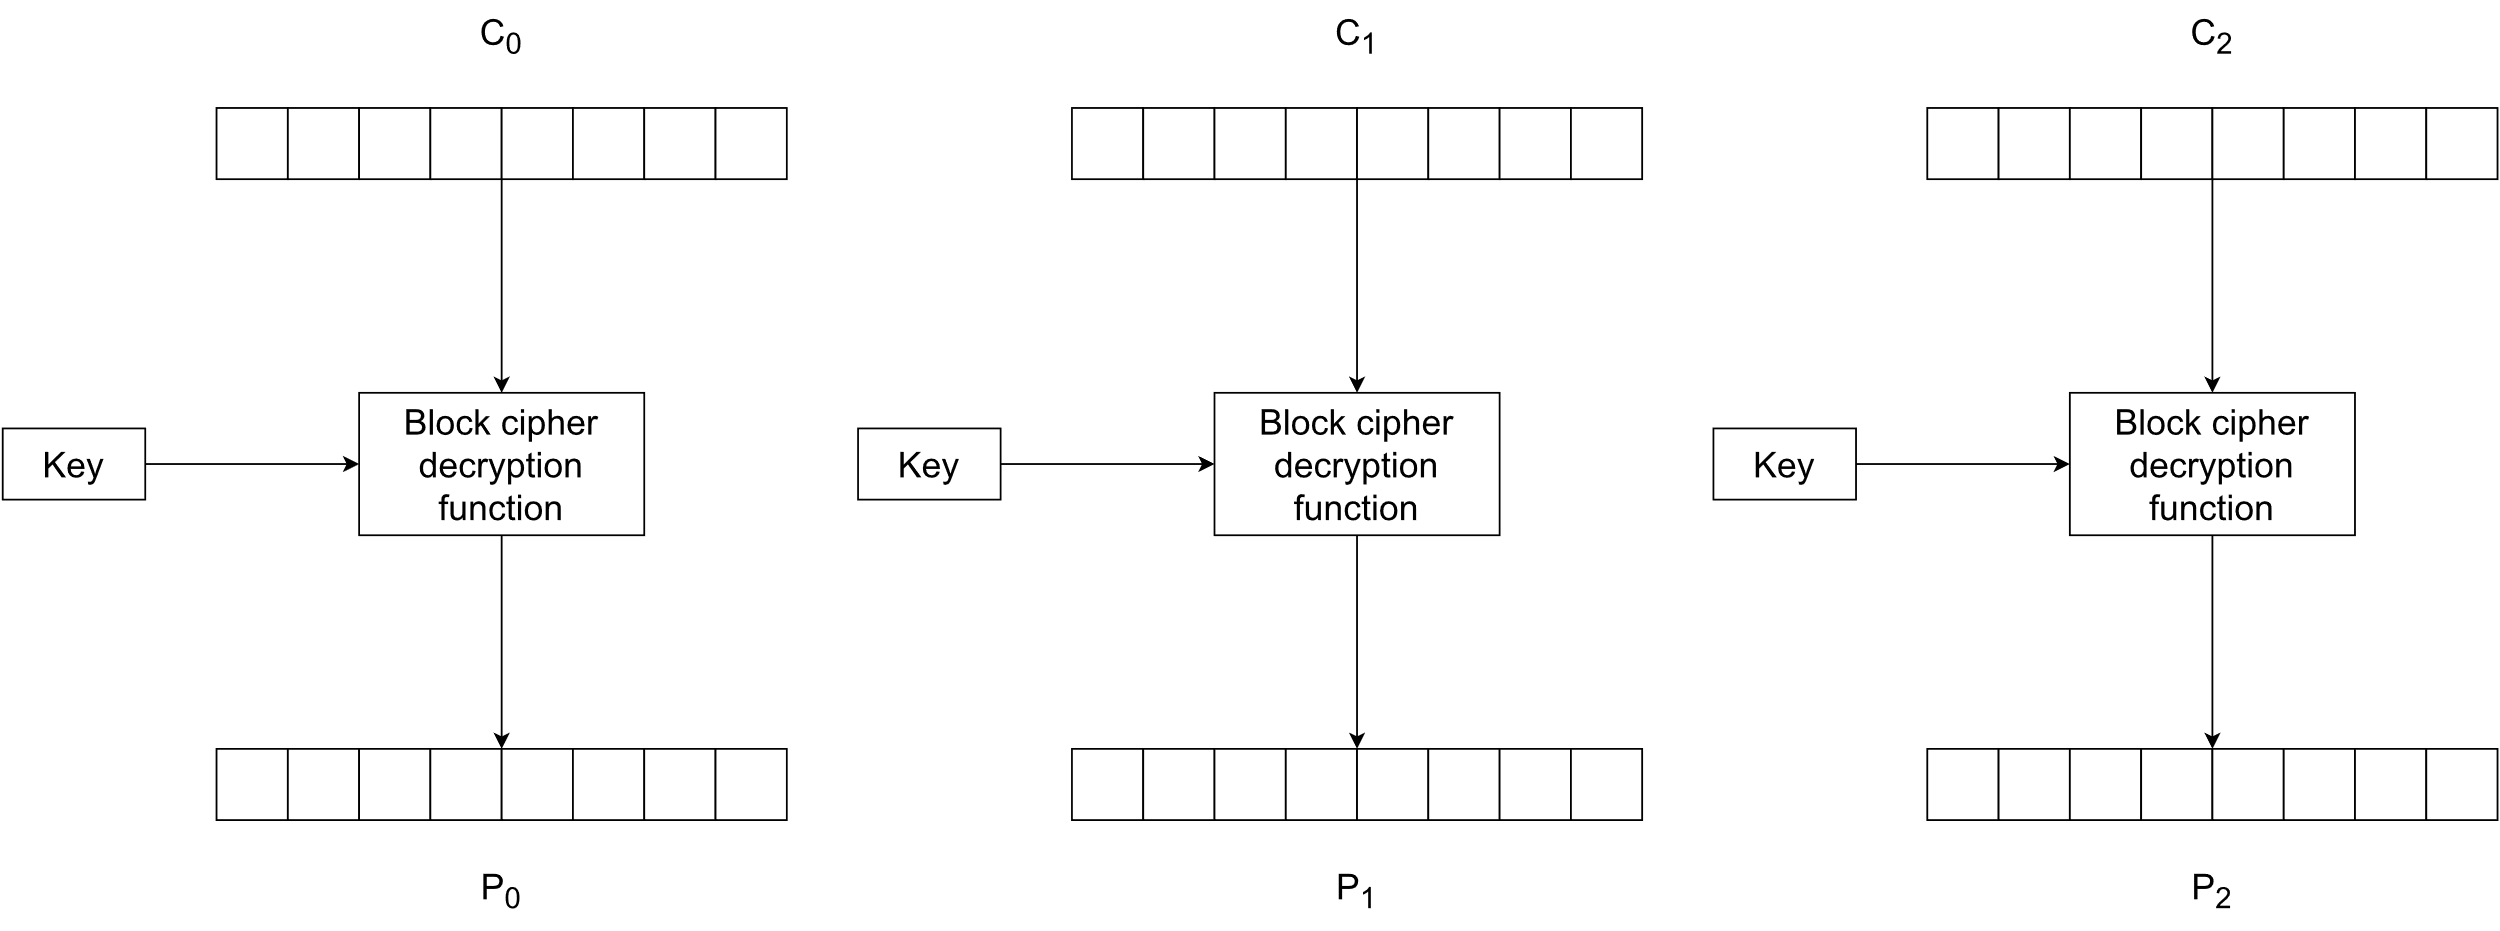 C0
C1
C2
Key
Block cipher
decryption
function
Key
Block cipher
decryption
function
Key
Block cipher
decryption
function
P0
P1
P2